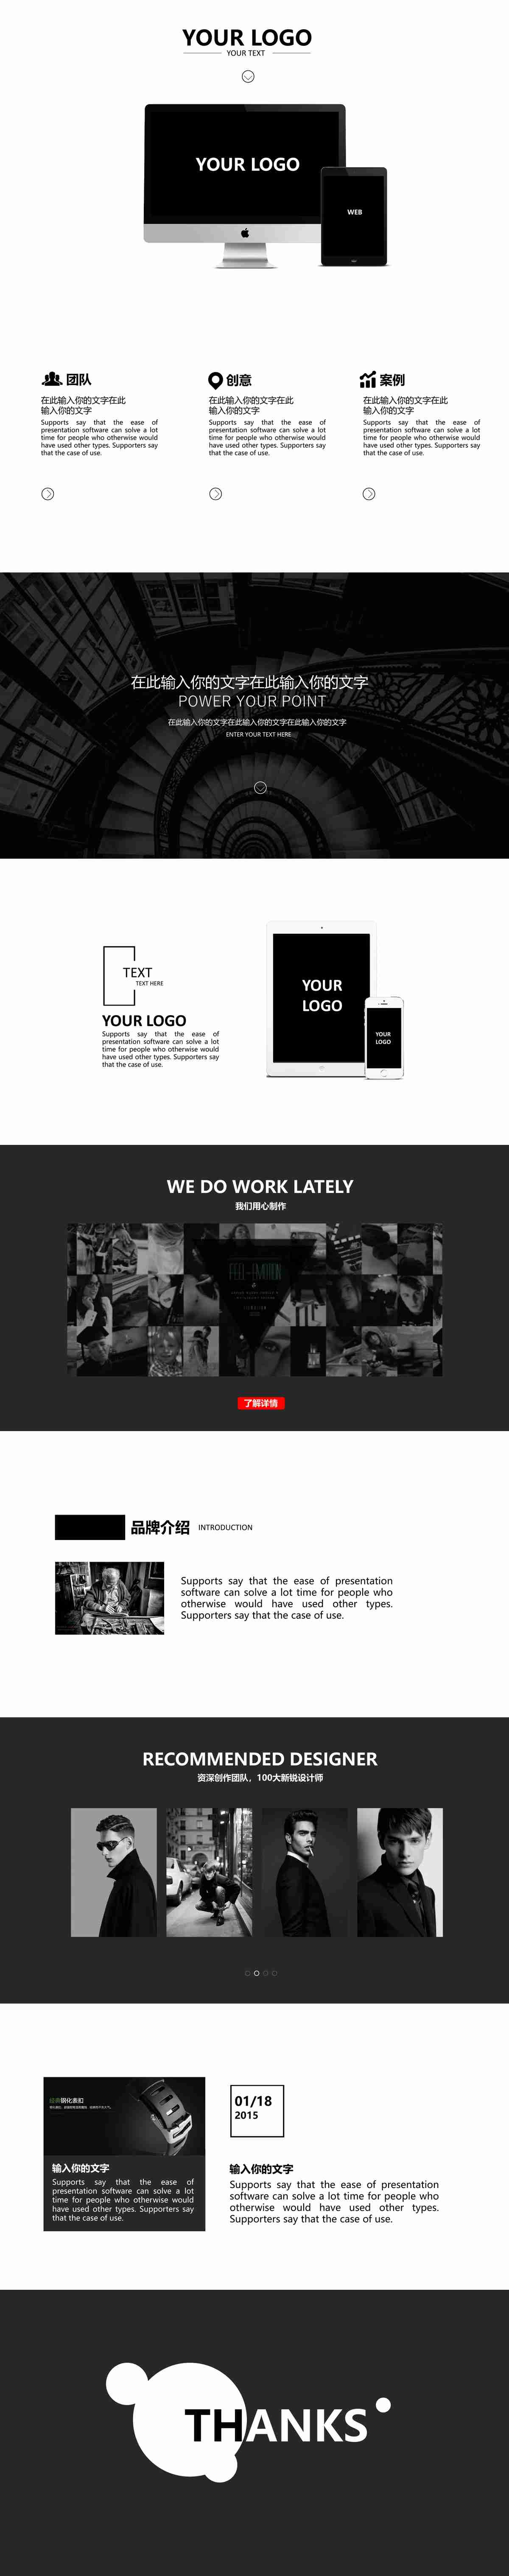 YOUR LOGO
YOUR TEXT
YOUR LOGO
WEB
团队
在此输入你的文字在此
输入你的文字
Supports say that the ease of
presentation software can solve a lot
time for people who otherwise would
have used other types. Supporters say
that the case of use.
创意
在此输入你的文字在此
输入你的文字
Supports say that the ease of
presentation software can solve a lot
time for people who otherwise would
have used other types. Supporters say
that the case of use.
案例
在此输入你的文字在此
输入你的文字
Supports say that the ease of
presentation software can solve a lot
time for people who otherwise would
have used other types. Supporters say
that the case of use.
在此输入你的文字在此输入你的文字
POWER YOUR POINT
在此输入你的文字在此输入你的文字在此输入你的文字
ENTER YOUR TEXT HERE
TEXT
TEXT HERE
YOUR LOGO
Supports say that the ease of
presentation software can solve a lot
time for people who otherwise would
have used other types. Supporters say
that the case of use.
YOUR
LOGO
YOUR
LOGO
WE DO WORK LATELY
我们用心制作
了解详情
品牌介绍 INTRODUCTION
Supports say that the ease of presentation
software can solve a lot time for people who
otherwise would have used other types.
Supporters say that the case of use.
RECOMMENDED DESIGNER
资深创作团队，100大新锐设计师
输入你的文字
Supports say that the ease of
presentation software can solve a lot
time for people who otherwise would
have used other types. Supporters say
that the case of use.
01/18
2015
输入你的文字
Supports say that the ease of presentation
software can solve a lot time for people who
otherwise would have used other types.
Supporters say that the case of use.
THANKS